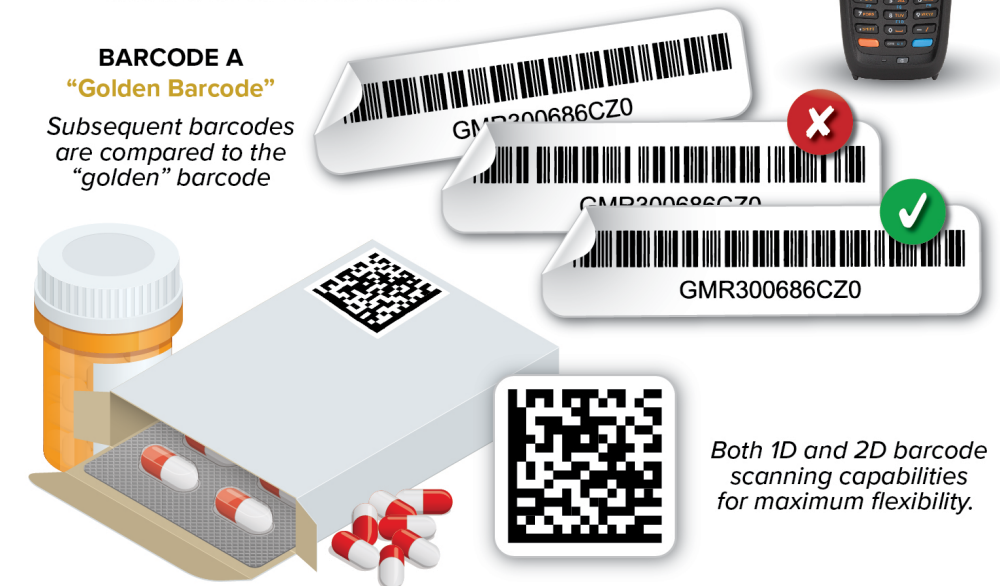 BARCODE A
“Golden Barcode”
Subsequent barcodes
are compared to the
“golden” barcode
GMR300686CZ0
GMR300686CZ0
GMR300686CZ0
Both 1D and 2D barcode
scanning capabilities
for maximum flexibility.